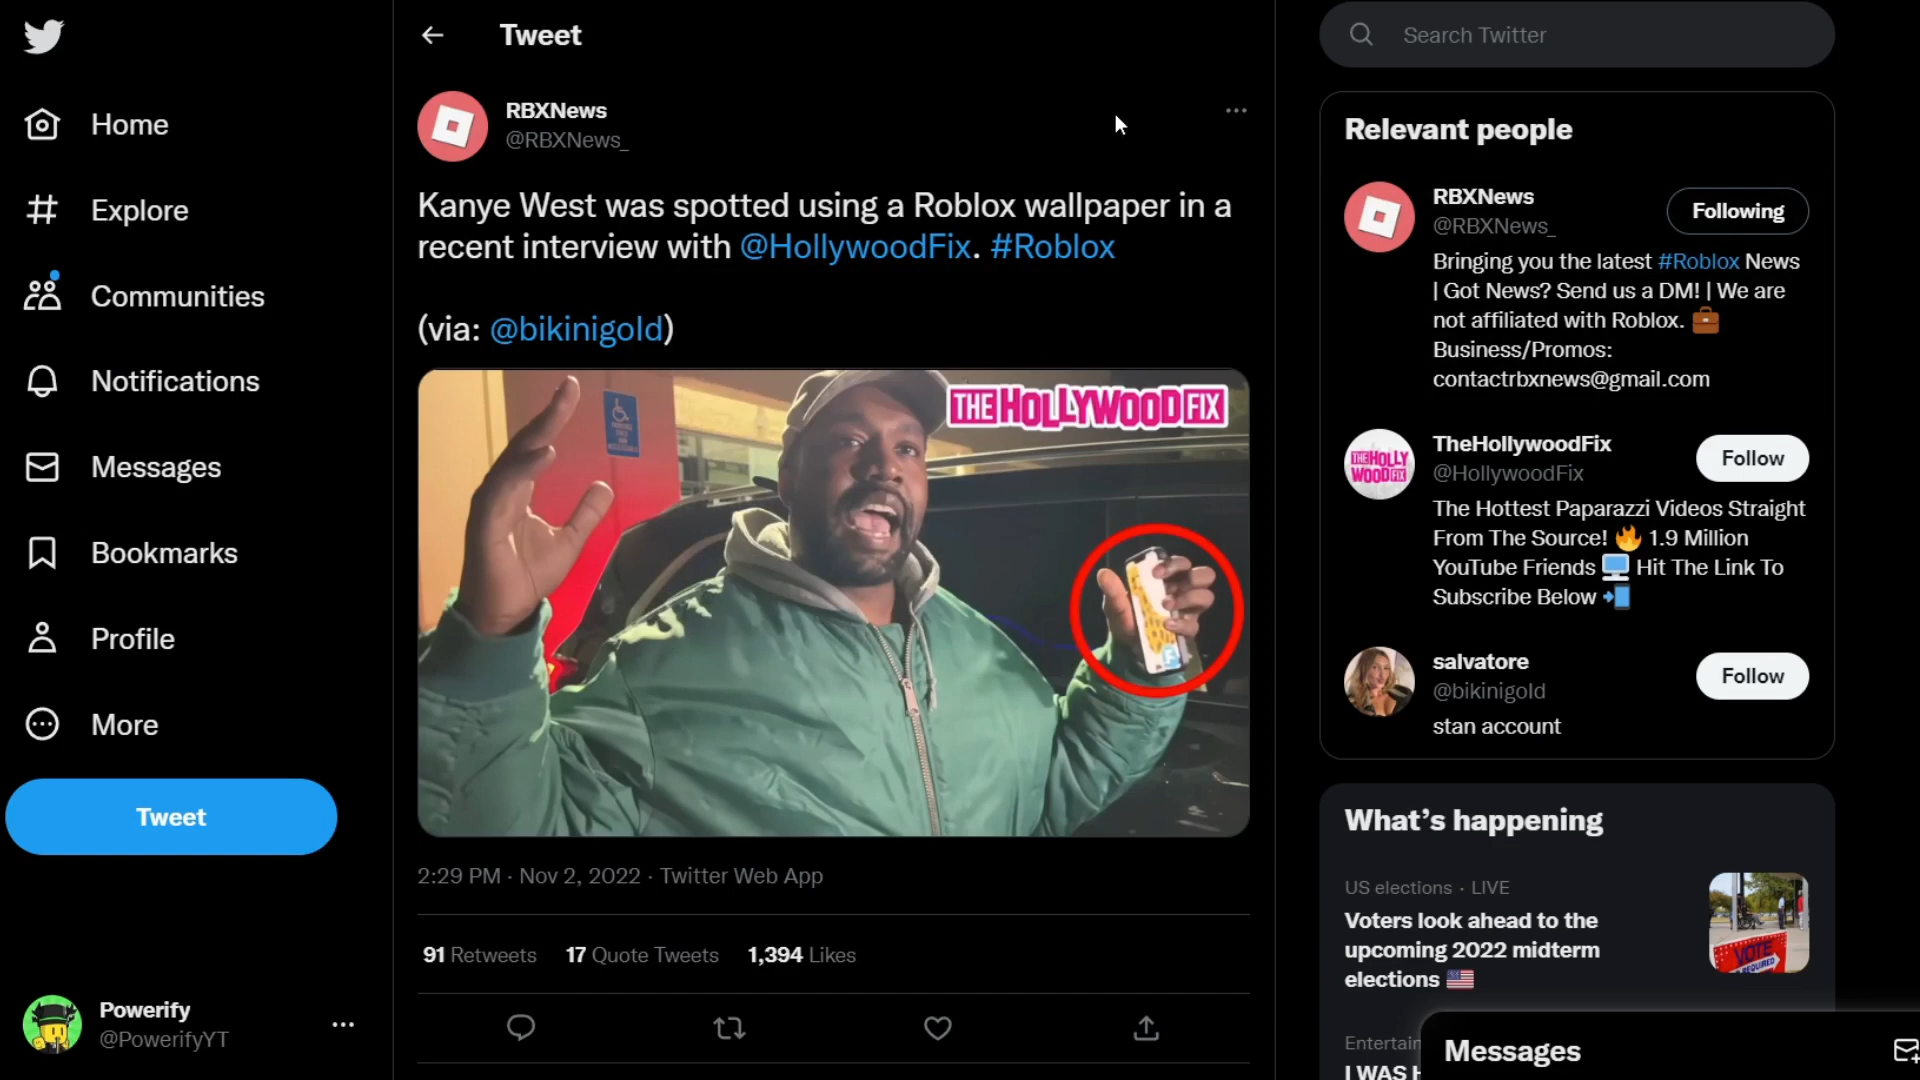 Home
Explore
Communities
Notifications
Messages
Bookmarks
Profile
More
Tweet
Powerify
@PowerifyYT
Tweet
RBXNews
@RBXNews_
Kanye West was spotted using a Roblox wallpaper in a
recent interview with @HollywoodFix. #Roblox
(via: @bikinigold)
THE HOLLYWOOD FIX
2:29 PM · Nov 2, 2022 · Twitter Web App
91 Retweets 17 Quote Tweets 1,394 Likes
Search Twitter
Relevant people
RBXNews
@RBXNews_
Following
Bringing you the latest #Roblox News
| Got News? Send us a DM! | We are
not affiliated with Roblox. 💼
Business/Promos:
contactrbxnews@gmail.com
THE HOLLY
WOOD FIX
TheHollywoodFix
@HollywoodFix
Follow
The Hottest Paparazzi Videos Straight
From The Source! 🔥 1.9 Million
YouTube Friends 🖥️ Hit The Link To
Subscribe Below 📲
salvatore
@bikinigold
Follow
stan account
What's happening
US elections · LIVE
Voters look ahead to the
upcoming 2022 midterm
elections 🇺🇸
VOTE
Messages